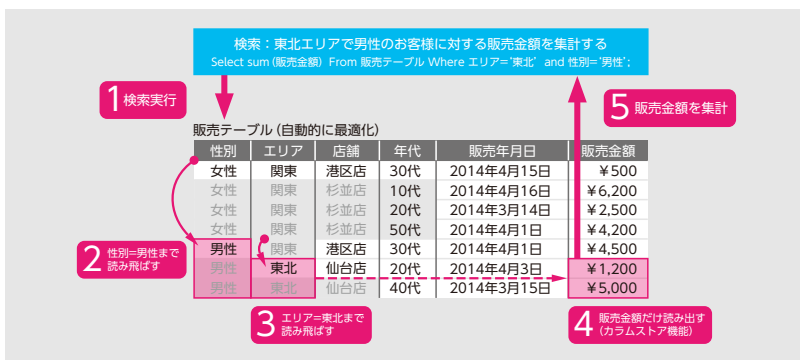 検索：東北エリアで男性のお客様に対する販売金額を集計する
Select sum（販売金額）From 販売テーブル Where エリア=‘東北’ and 性別=‘男性’;
1 検索実行
5 販売金額を集計
販売テーブル（自動的に最適化）
性別 エリア 店舗 年代 販売年月日 販売金額
女性 関東 港区店 30代 2014年4月15日 ￥500
女性 関東 杉並店 10代 2014年4月16日 ￥6,200
女性 関東 杉並店 20代 2014年3月14日 ￥2,500
女性 関東 杉並店 50代 2014年4月1日 ￥4,200
男性 関東 港区店 30代 2014年4月1日 ￥4,500
男性 東北 仙台店 20代 2014年4月3日 ￥1,200
男性 東北 仙台店 40代 2014年3月15日 ￥5,000
2 性別=男性まで
読み飛ばす
3 エリア=東北まで
読み飛ばす
4 販売金額だけ読み出す
（カラムストア機能）